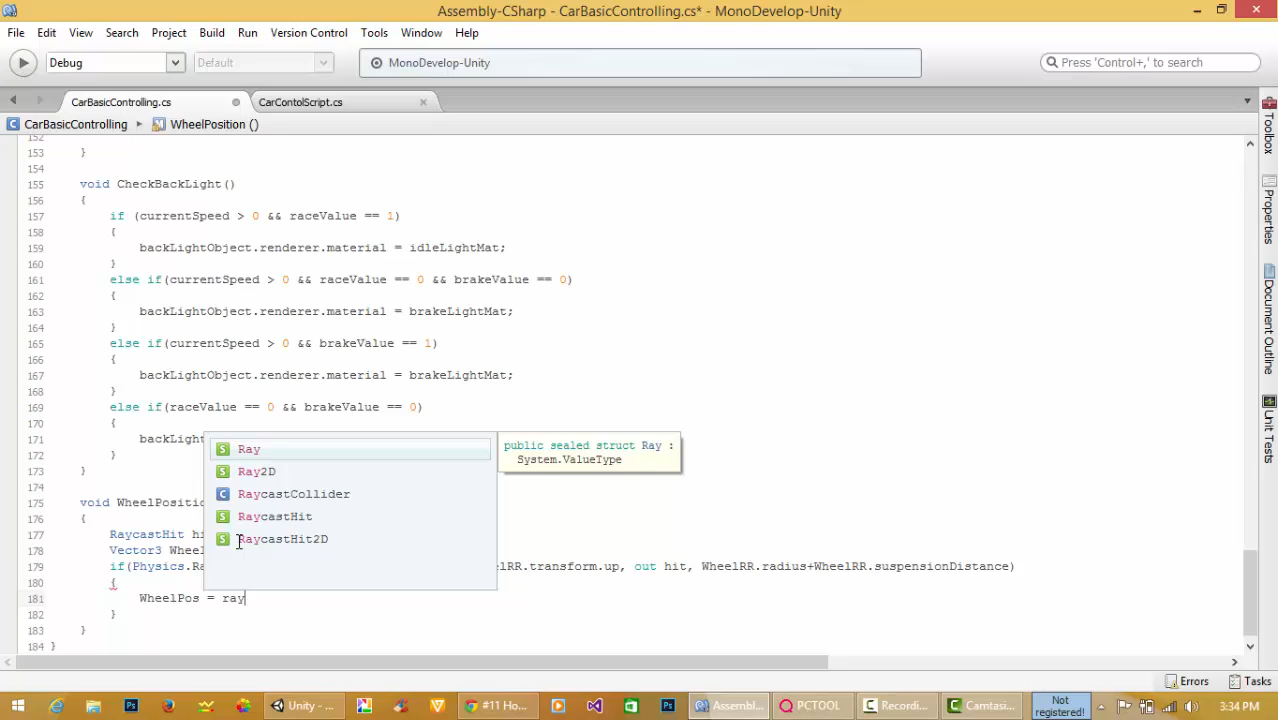 Assembly-CSharp - CarBasicControlling.cs* - MonoDevelop-Unity
File Edit View Search Project Build Run Version Control Tools Window Help
Debug Default MonoDevelop-Unity Press 'Control+,' to search
CarBasicControlling.cs CarContolScript.cs
CarBasicControlling WheelPosition ()
152
153 }
154
155 void CheckBackLight()
156 {
157 if (currentSpeed > 0 && raceValue == 1)
158 {
159 backLightObject.renderer.material = idleLightMat;
160 }
161 else if(currentSpeed > 0 && raceValue == 0 && brakeValue == 0)
162 {
163 backLightObject.renderer.material = brakeLightMat;
164 }
165 else if(currentSpeed > 0 && brakeValue == 1)
166 {
167 backLightObject.renderer.material = brakeLightMat;
168 }
169 else if(raceValue == 0 && brakeValue == 0)
170 {
171 backLight
172 }
173 }
174
175 void WheelPositio
176 {
177 RaycastHit hi
178 Vector3 Wheel
179 if(Physics.Ra elRR.transform.up, out hit, WheelRR.radius+WheelRR.suspensionDistance)
180 {
181 WheelPos = ray
182 }
183 }
184 }
Ray
Ray2D
RaycastCollider
RaycastHit
RaycastHit2D
public sealed struct Ray :
System.ValueType
Toolbox
Properties
Document Outline
Unit Tests
Errors Tasks
Unity - ... #11 Ho... Assembl... PCTOOL Recordi... Camtasi... Not registered! 3:34 PM